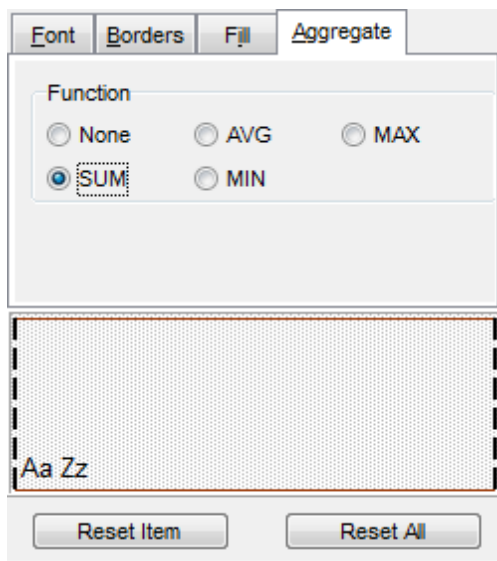 Font Borders Fill Aggregate
Function
None AVG MAX
SUM MIN
Aa Zz
Reset Item Reset All